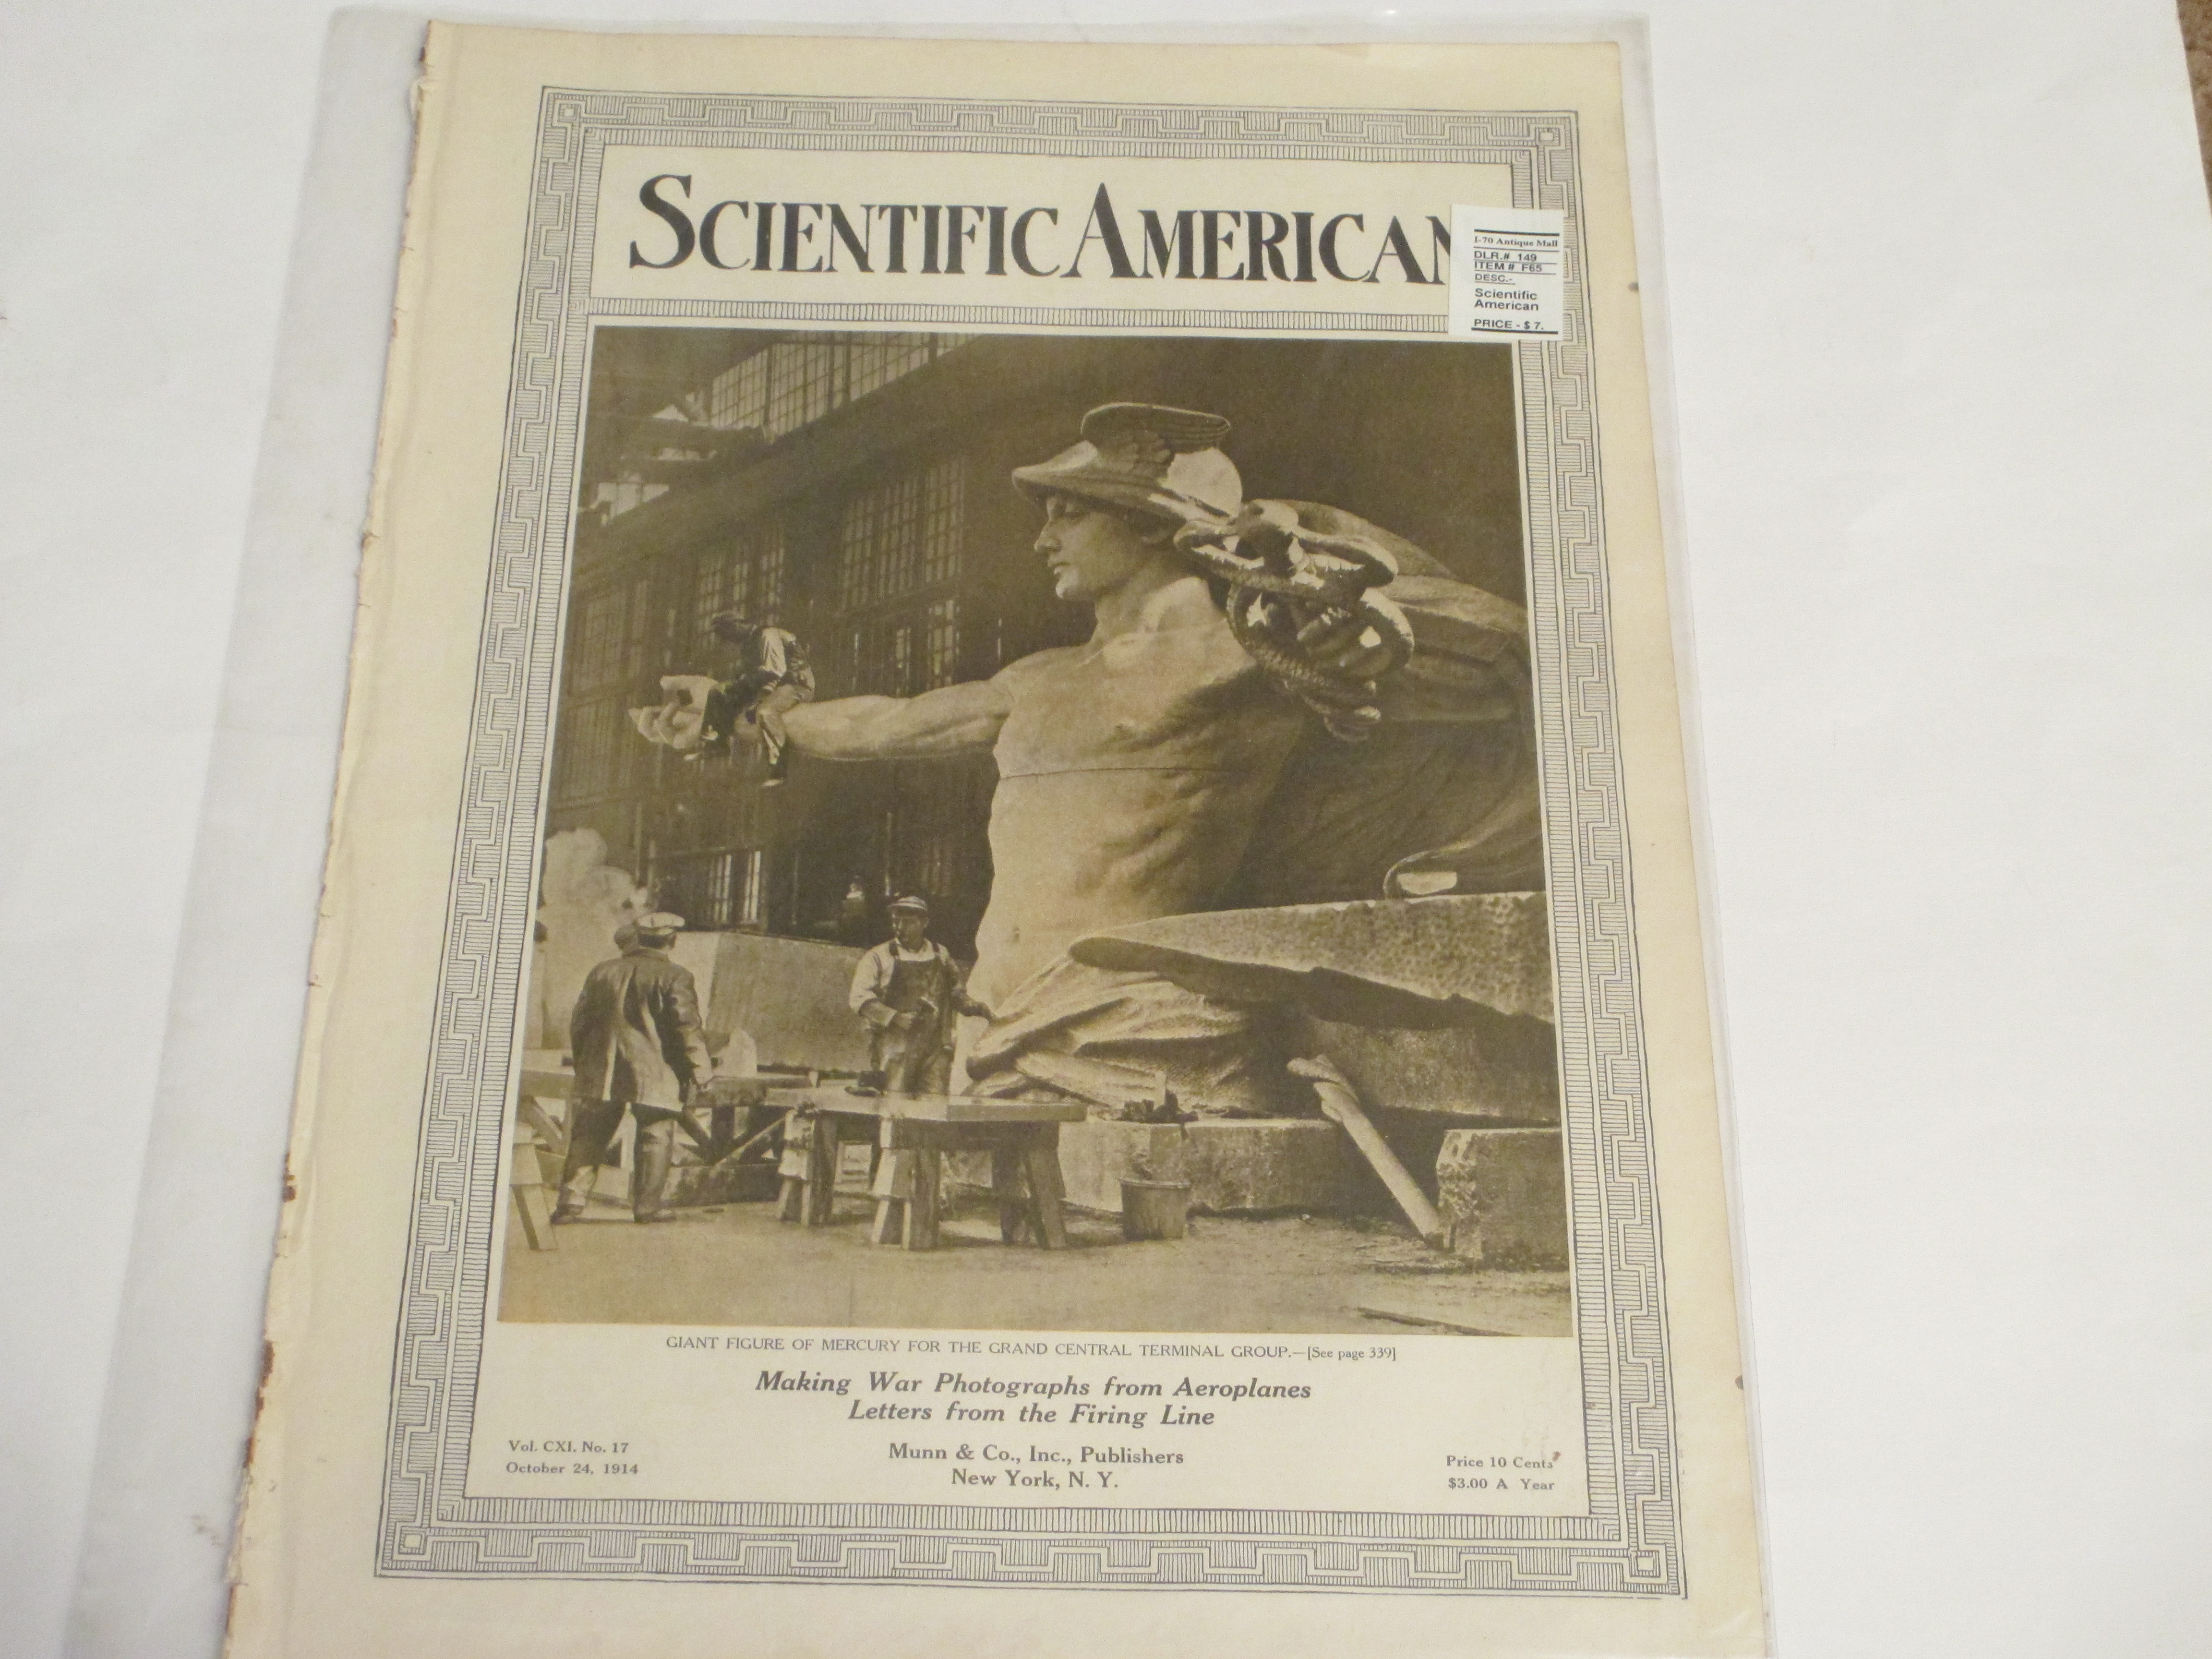 SCIENTIFIC AMERICAN
I-70 Antique Mall
DLR.# 149
ITEM # F65
DESC.-
Scientific
American
PRICE - $ 7.
GIANT FIGURE OF MERCURY FOR THE GRAND CENTRAL TERMINAL GROUP.—[See page 339]
Making War Photographs from Aeroplanes
Letters from the Firing Line
Vol. CXI. No. 17
October 24, 1914
Munn & Co., Inc., Publishers
New York, N. Y.
Price 10 Cents
$3.00 A Year